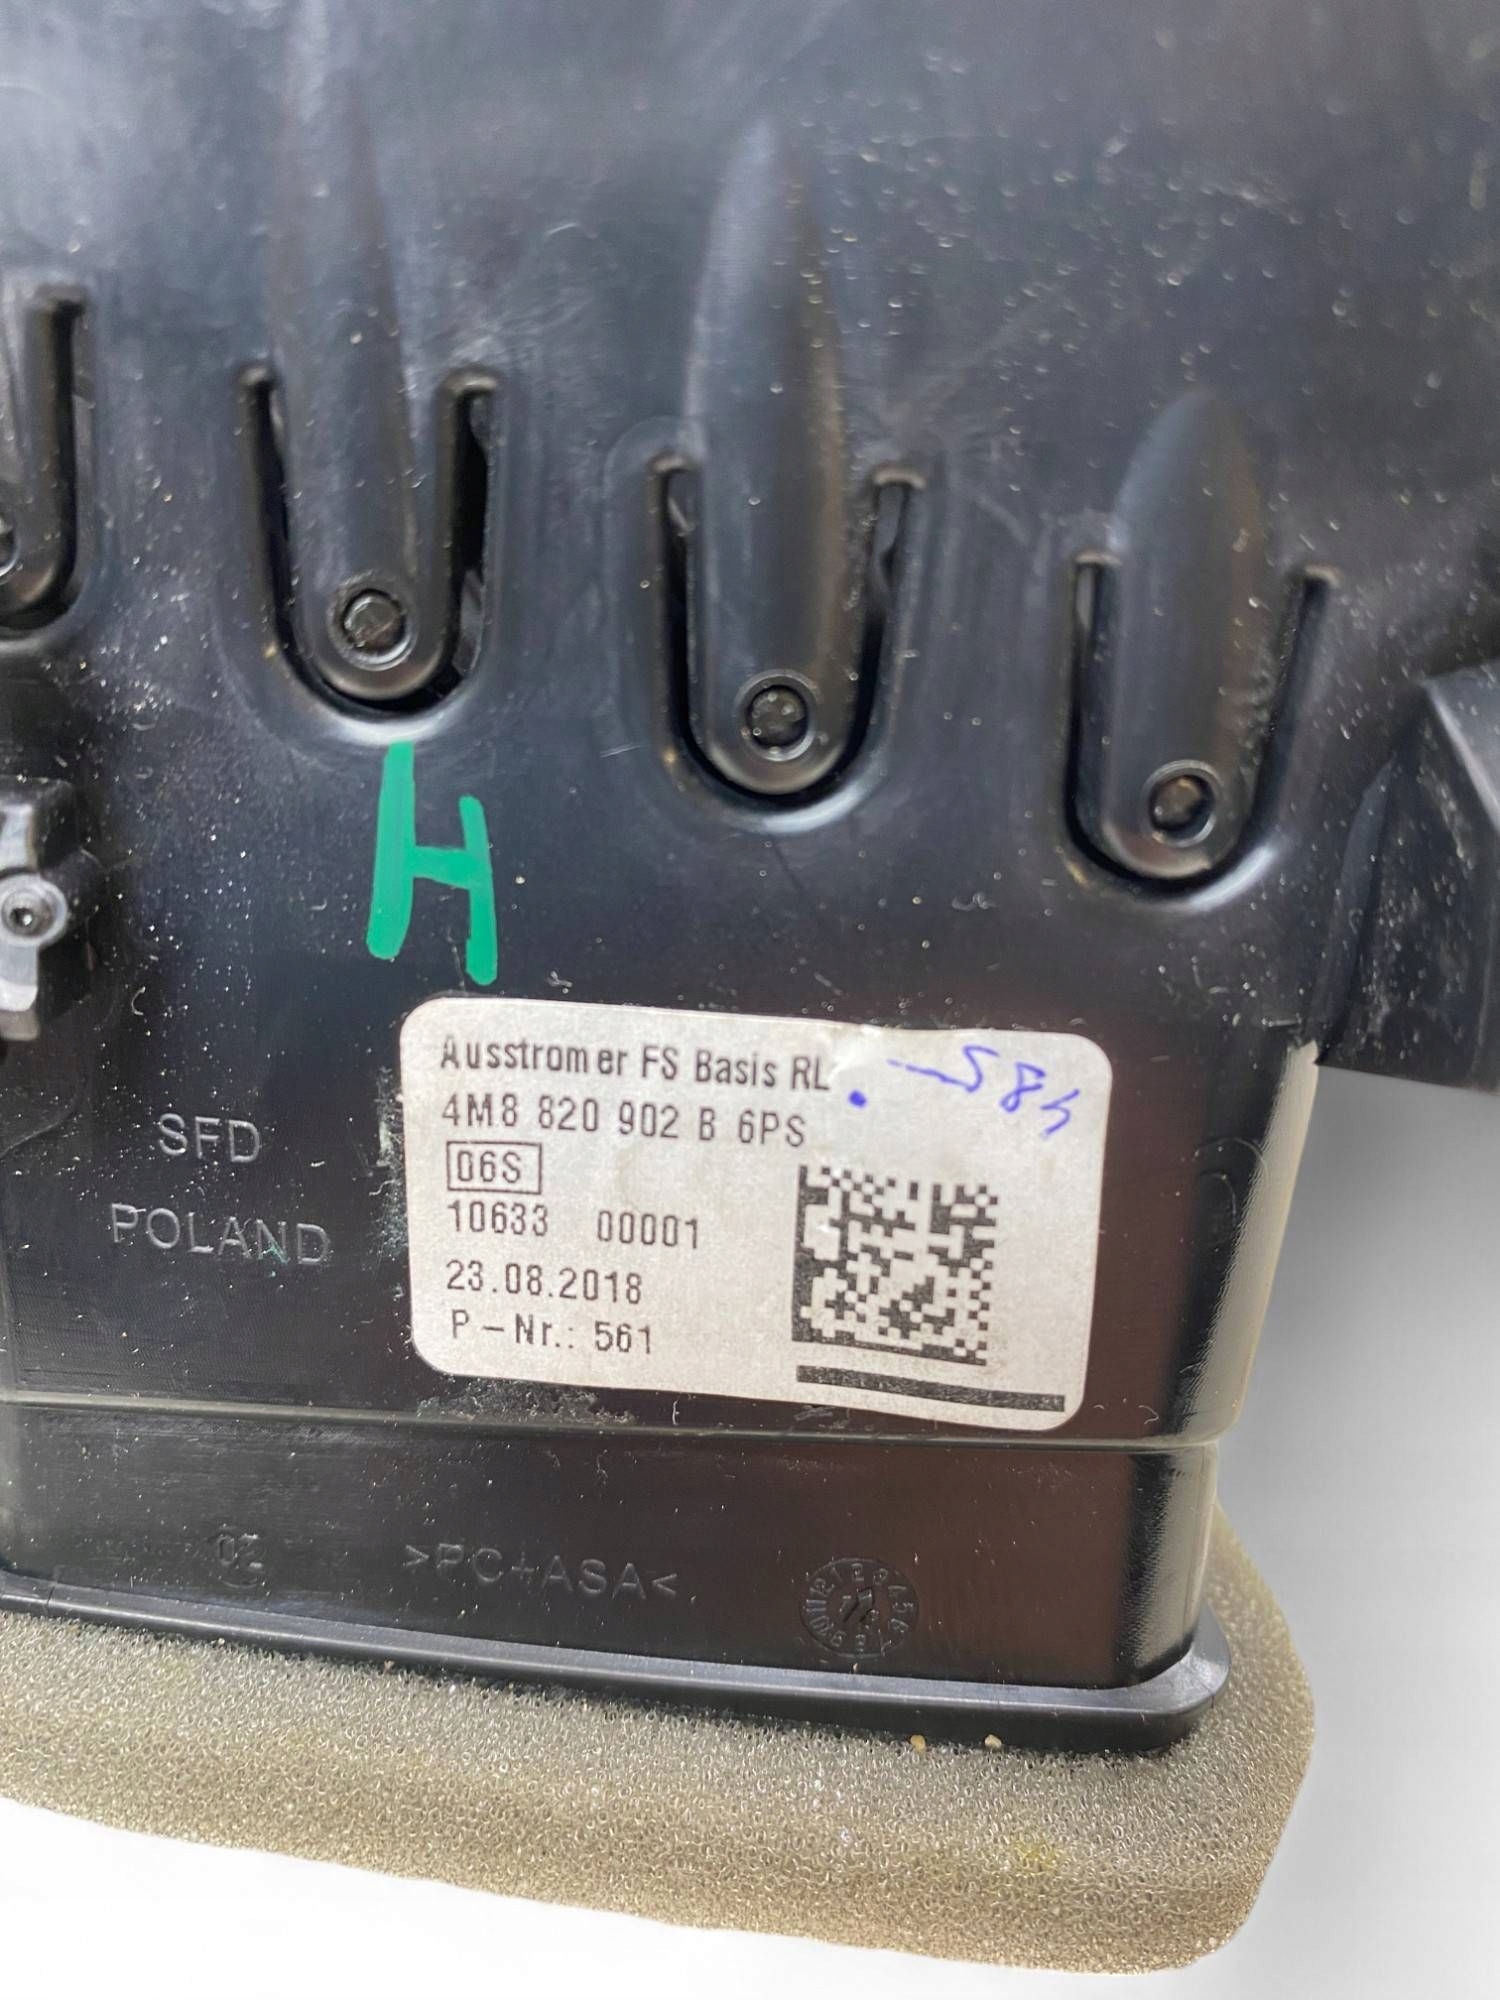 H
Ausstromer FS Basis RL
4M8 820 902 B 6PS
06S
10633 00001
23.08.2018
P-Nr.: 561
SFD
POLAND
>PC+ASA<